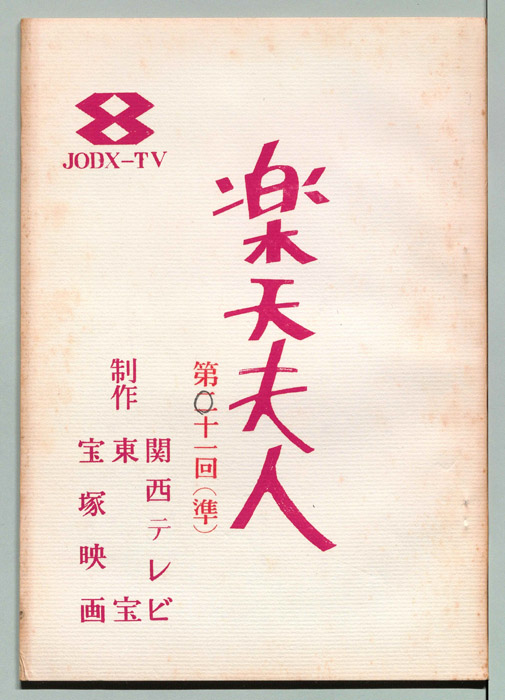 8
JODX-TV
楽天夫人
第二十一回(準)
制作
関西テレビ
東宝
宝塚映画